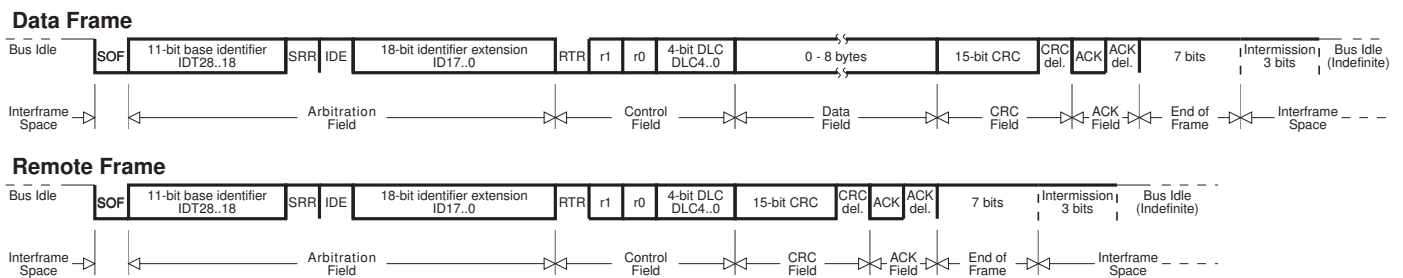 Data Frame
Bus Idle
SOF
11-bit base identifier
IDT28..18
SRR
IDE
18-bit identifier extension
ID17..0
RTR
r1
r0
4-bit DLC
DLC4..0
0 - 8 bytes
15-bit CRC
CRC
del.
ACK
ACK
del.
7 bits
Intermission
3 bits
Bus Idle
(Indefinite)
Interframe
Space
Arbitration
Field
Control
Field
Data
Field
CRC
Field
ACK
Field
End of
Frame
Interframe
Space
Remote Frame
Bus Idle
SOF
11-bit base identifier
IDT28..18
SRR
IDE
18-bit identifier extension
ID17..0
RTR
r1
r0
4-bit DLC
DLC4..0
15-bit CRC
CRC
del.
ACK
ACK
del.
7 bits
Intermission
3 bits
Bus Idle
(Indefinite)
Interframe
Space
Arbitration
Field
Control
Field
CRC
Field
ACK
Field
End of
Frame
Interframe
Space